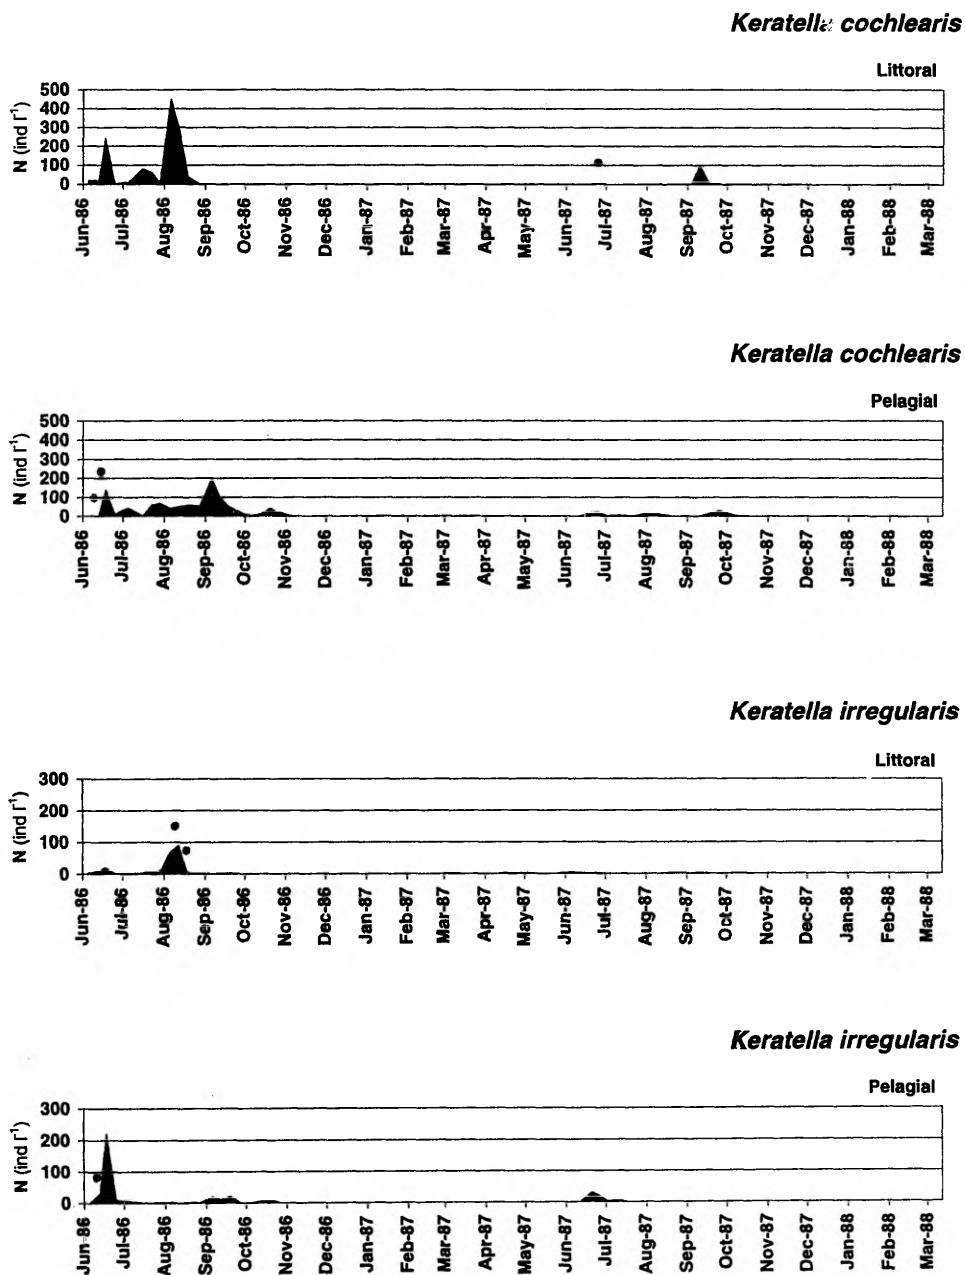 Keratella cochlearis
Littoral
N (ind l⁻¹)
500
400
300
200
100
0
Jun-86 Jul-86 Aug-86 Sep-86 Oct-86 Nov-86 Dec-86 Jan-87 Feb-87 Mar-87 Apr-87 May-87 Jun-87 Jul-87 Aug-87 Sep-87 Oct-87 Nov-87 Dec-87 Jan-88 Feb-88 Mar-88
Keratella cochlearis
Pelagial
N (ind l⁻¹)
500
400
300
200
100
0
Jun-86 Jul-86 Aug-86 Sep-86 Oct-86 Nov-86 Dec-86 Jan-87 Feb-87 Mar-87 Apr-87 May-87 Jun-87 Jul-87 Aug-87 Sep-87 Oct-87 Nov-87 Dec-87 Jan-88 Feb-88 Mar-88
Keratella irregularis
Littoral
N (ind l⁻¹)
300
200
100
0
Jun-86 Jul-86 Aug-86 Sep-86 Oct-86 Nov-86 Dec-86 Jan-87 Feb-87 Mar-87 Apr-87 May-87 Jun-87 Jul-87 Aug-87 Sep-87 Oct-87 Nov-87 Dec-87 Jan-88 Feb-88 Mar-88
Keratella irregularis
Pelagial
N (ind l⁻¹)
300
200
100
0
Jun-86 Jul-86 Aug-86 Sep-86 Oct-86 Nov-86 Dec-86 Jan-87 Feb-87 Mar-87 Apr-87 May-87 Jun-87 Jul-87 Aug-87 Sep-87 Oct-87 Nov-87 Dec-87 Jan-88 Feb-88 Mar-88